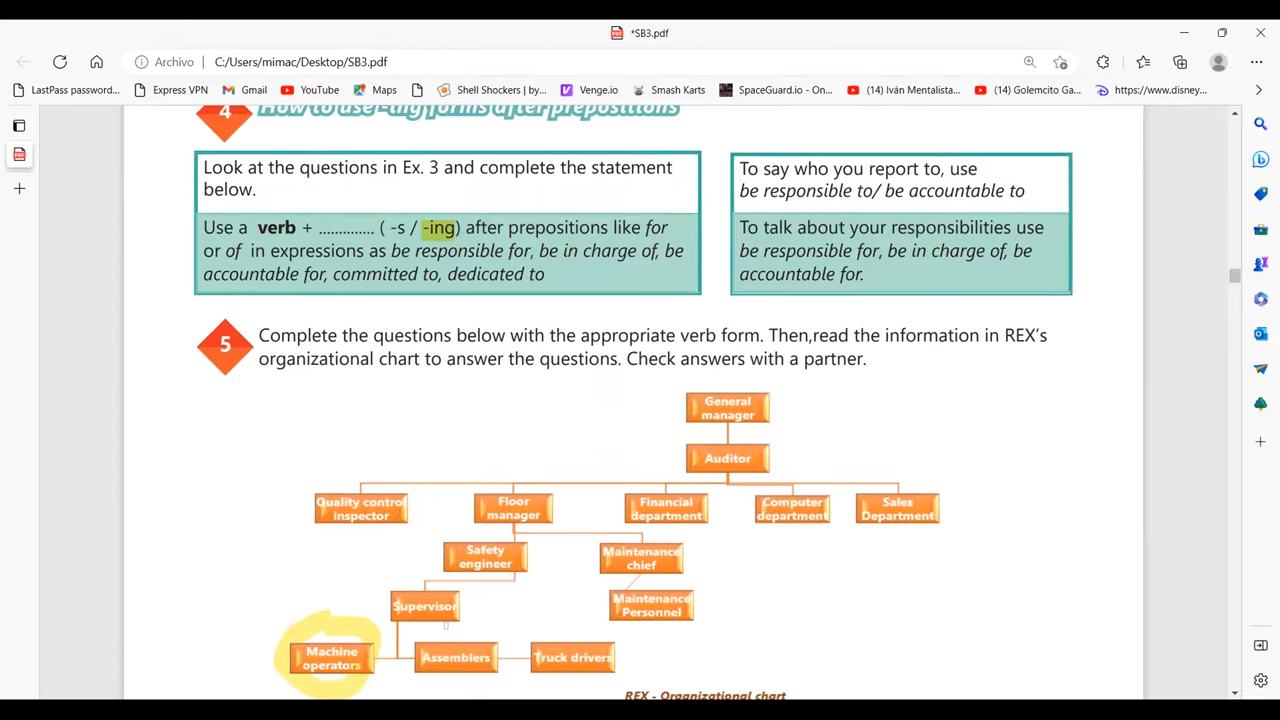 *SB3.pdf
Archivo
C:/Users/mimac/Desktop/SB3.pdf
LastPass password...
Express VPN
Gmail
YouTube
Maps
Shell Shockers | by...
Venge.io
Smash Karts
SpaceGuard.io - On...
(14) Iván Mentalista...
(14) Golemcito Ga...
https://www.disney...
4
How to use -ing forms after prepositions
Look at the questions in Ex. 3 and complete the statement
below.
Use a verb + ............. ( -s / -ing) after prepositions like for
or of in expressions as be responsible for, be in charge of, be
accountable for, committed to, dedicated to
To say who you report to, use
be responsible to/ be accountable to
To talk about your responsibilities use
be responsible for, be in charge of, be
accountable for.
5
Complete the questions below with the appropriate verb form. Then,read the information in REX's
organizational chart to answer the questions. Check answers with a partner.
General
manager
Auditor
Quality control
inspector
Floor
manager
Financial
department
Computer
department
Sales
Department
Safety
engineer
Maintenance
chief
Supervisor
Maintenance
Personnel
Machine
operators
Assemblers
Truck drivers
REX - Organizational chart